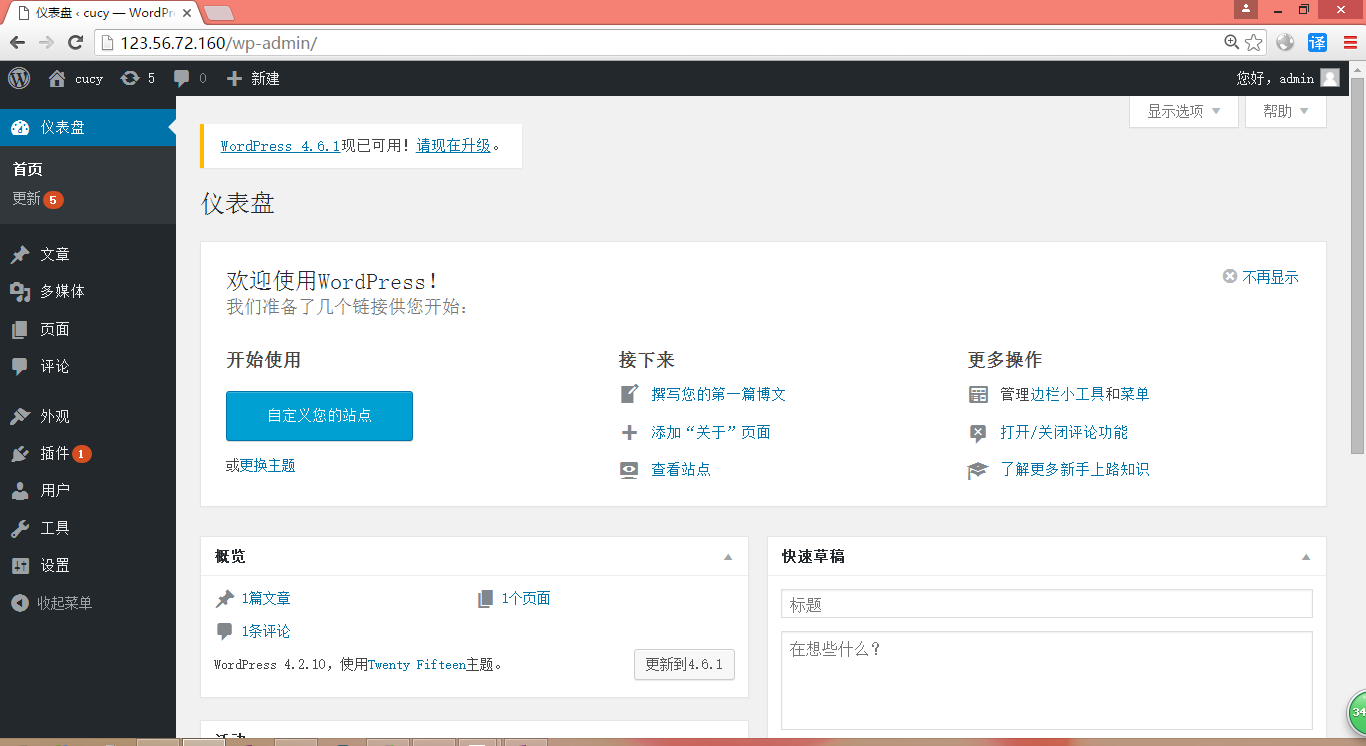 仪表盘 ‹ cucy — WordPr
123.56.72.160/wp-admin/
译
cucy 5 0 新建 您好，admin
仪表盘
首页
更新 5
文章
多媒体
页面
评论
外观
插件 1
用户
工具
设置
收起菜单
显示选项 帮助
WordPress 4.6.1现已可用！请现在升级。
仪表盘
欢迎使用WordPress！
不再显示
我们准备了几个链接供您开始：
开始使用
自定义您的站点
或更换主题
接下来
撰写您的第一篇博文
添加“关于”页面
查看站点
更多操作
管理边栏小工具和菜单
打开/关闭评论功能
了解更多新手上路知识
概览
1篇文章 1个页面
1条评论
WordPress 4.2.10，使用Twenty Fifteen主题。 更新到4.6.1
快速草稿
标题
在想些什么？
34